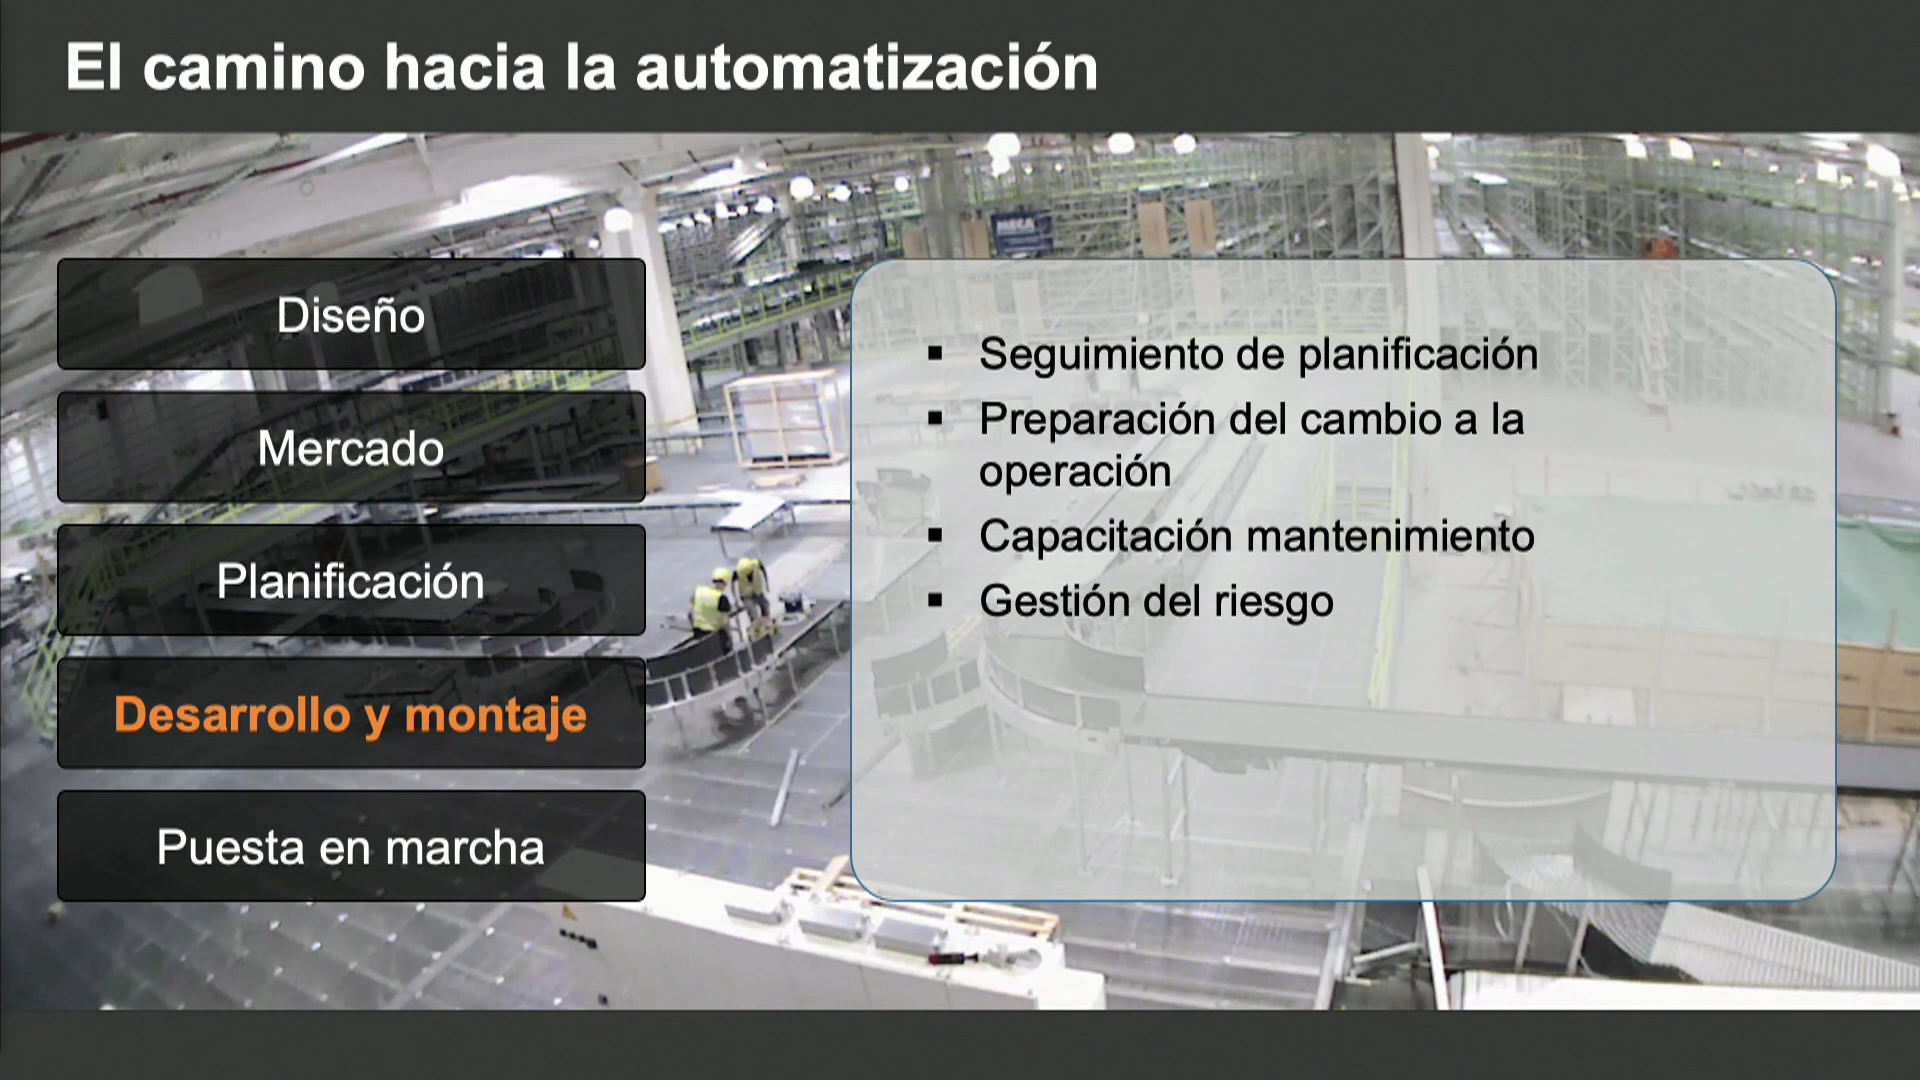 El camino hacia la automatización
Diseño
Mercado
Planificación
Desarrollo y montaje
Puesta en marcha
▪ Seguimiento de planificación
▪ Preparación del cambio a la
operación
▪ Capacitación mantenimiento
▪ Gestión del riesgo